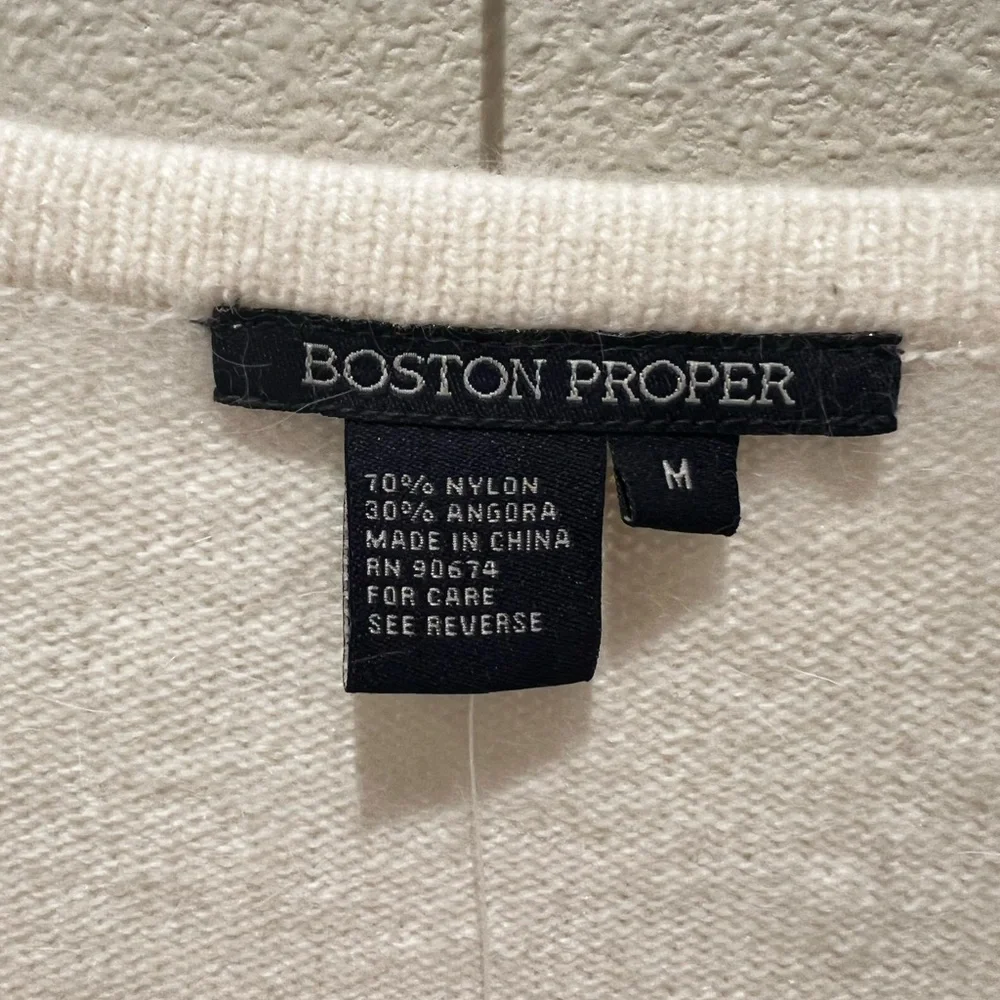 BOSTON PROPER
M
70% NYLON
30% ANGORA
MADE IN CHINA
RN 90674
FOR CARE
SEE REVERSE